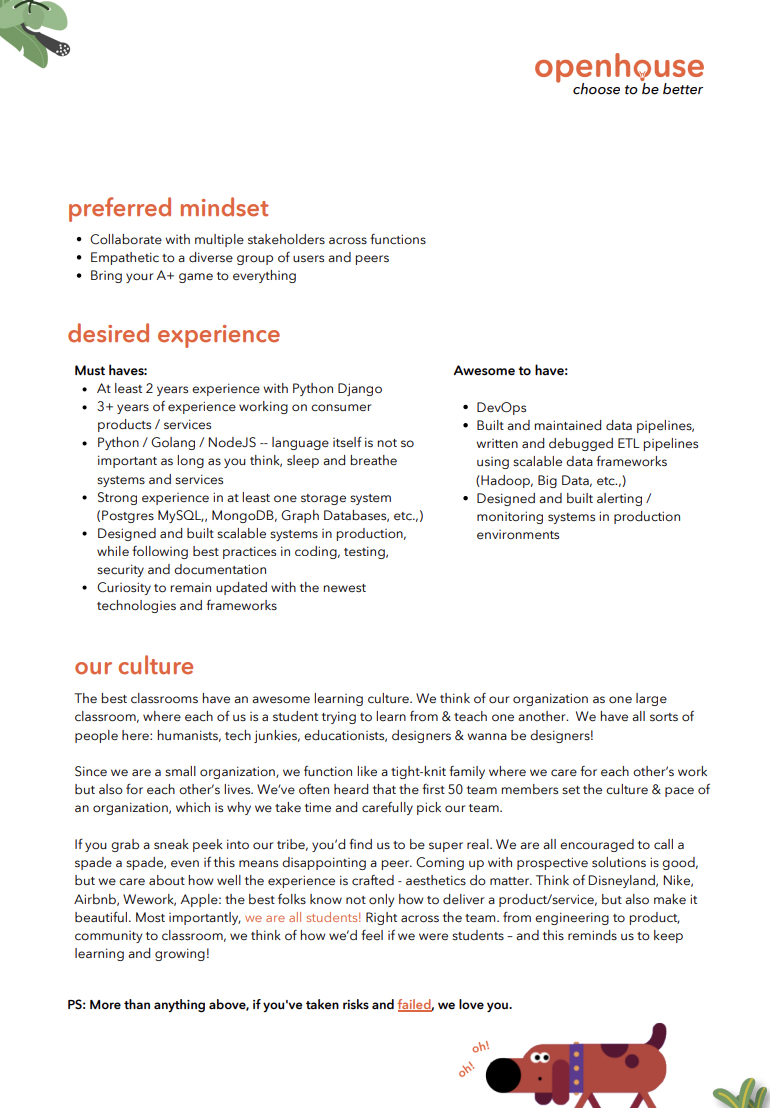 openhouse
choose to be better
preferred mindset
• Collaborate with multiple stakeholders across functions
• Empathetic to a diverse group of users and peers
• Bring your A+ game to everything
desired experience
Must haves:
• At least 2 years experience with Python Django
• 3+ years of experience working on consumer
products / services
• Python / Golang / NodeJS -- language itself is not so
important as long as you think, sleep and breathe
systems and services
• Strong experience in at least one storage system
(Postgres MySQL,, MongoDB, Graph Databases, etc.,)
• Designed and built scalable systems in production,
while following best practices in coding, testing,
security and documentation
• Curiosity to remain updated with the newest
technologies and frameworks
Awesome to have:
• DevOps
• Built and maintained data pipelines,
written and debugged ETL pipelines
using scalable data frameworks
(Hadoop, Big Data, etc.,)
• Designed and built alerting /
monitoring systems in production
environments
our culture
The best classrooms have an awesome learning culture. We think of our organization as one large
classroom, where each of us is a student trying to learn from & teach one another. We have all sorts of
people here: humanists, tech junkies, educationists, designers & wanna be designers!
Since we are a small organization, we function like a tight-knit family where we care for each other's work
but also for each other's lives. We've often heard that the first 50 team members set the culture & pace of
an organization, which is why we take time and carefully pick our team.
If you grab a sneak peek into our tribe, you'd find us to be super real. We are all encouraged to call a
spade a spade, even if this means disappointing a peer. Coming up with prospective solutions is good,
but we care about how well the experience is crafted - aesthetics do matter. Think of Disneyland, Nike,
Airbnb, Wework, Apple: the best folks know not only how to deliver a product/service, but also make it
beautiful. Most importantly, we are all students! Right across the team. from engineering to product,
community to classroom, we think of how we'd feel if we were students – and this reminds us to keep
learning and growing!
PS: More than anything above, if you've taken risks and failed, we love you.
oh!
oh!